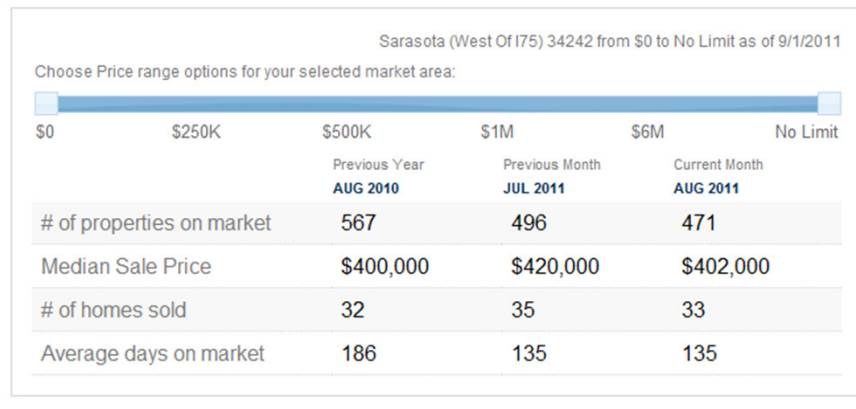 Sarasota (West Of I75) 34242 from $0 to No Limit as of 9/1/2011
Choose Price range options for your selected market area:
$0 $250K $500K $1M $6M No Limit
Previous Year Previous Month Current Month
AUG 2010 JUL 2011 AUG 2011
# of properties on market 567 496 471
Median Sale Price $400,000 $420,000 $402,000
# of homes sold 32 35 33
Average days on market 186 135 135